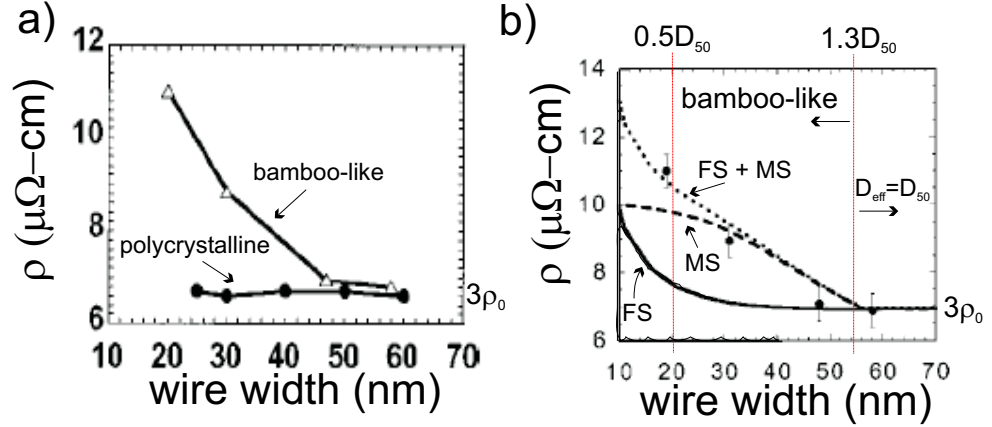 a)
12
10
8
6
ρ (μΩ−cm)
bamboo-like
polycrystalline
3ρ₀
10 20 30 40 50 60 70
wire width (nm)
b)
0.5D₅₀
1.3D₅₀
14
12
10
8
6
ρ (μΩ−cm)
bamboo-like
FS + MS
D_eff=D₅₀
MS
FS
3ρ₀
10 20 30 40 50 60 70
wire width (nm)